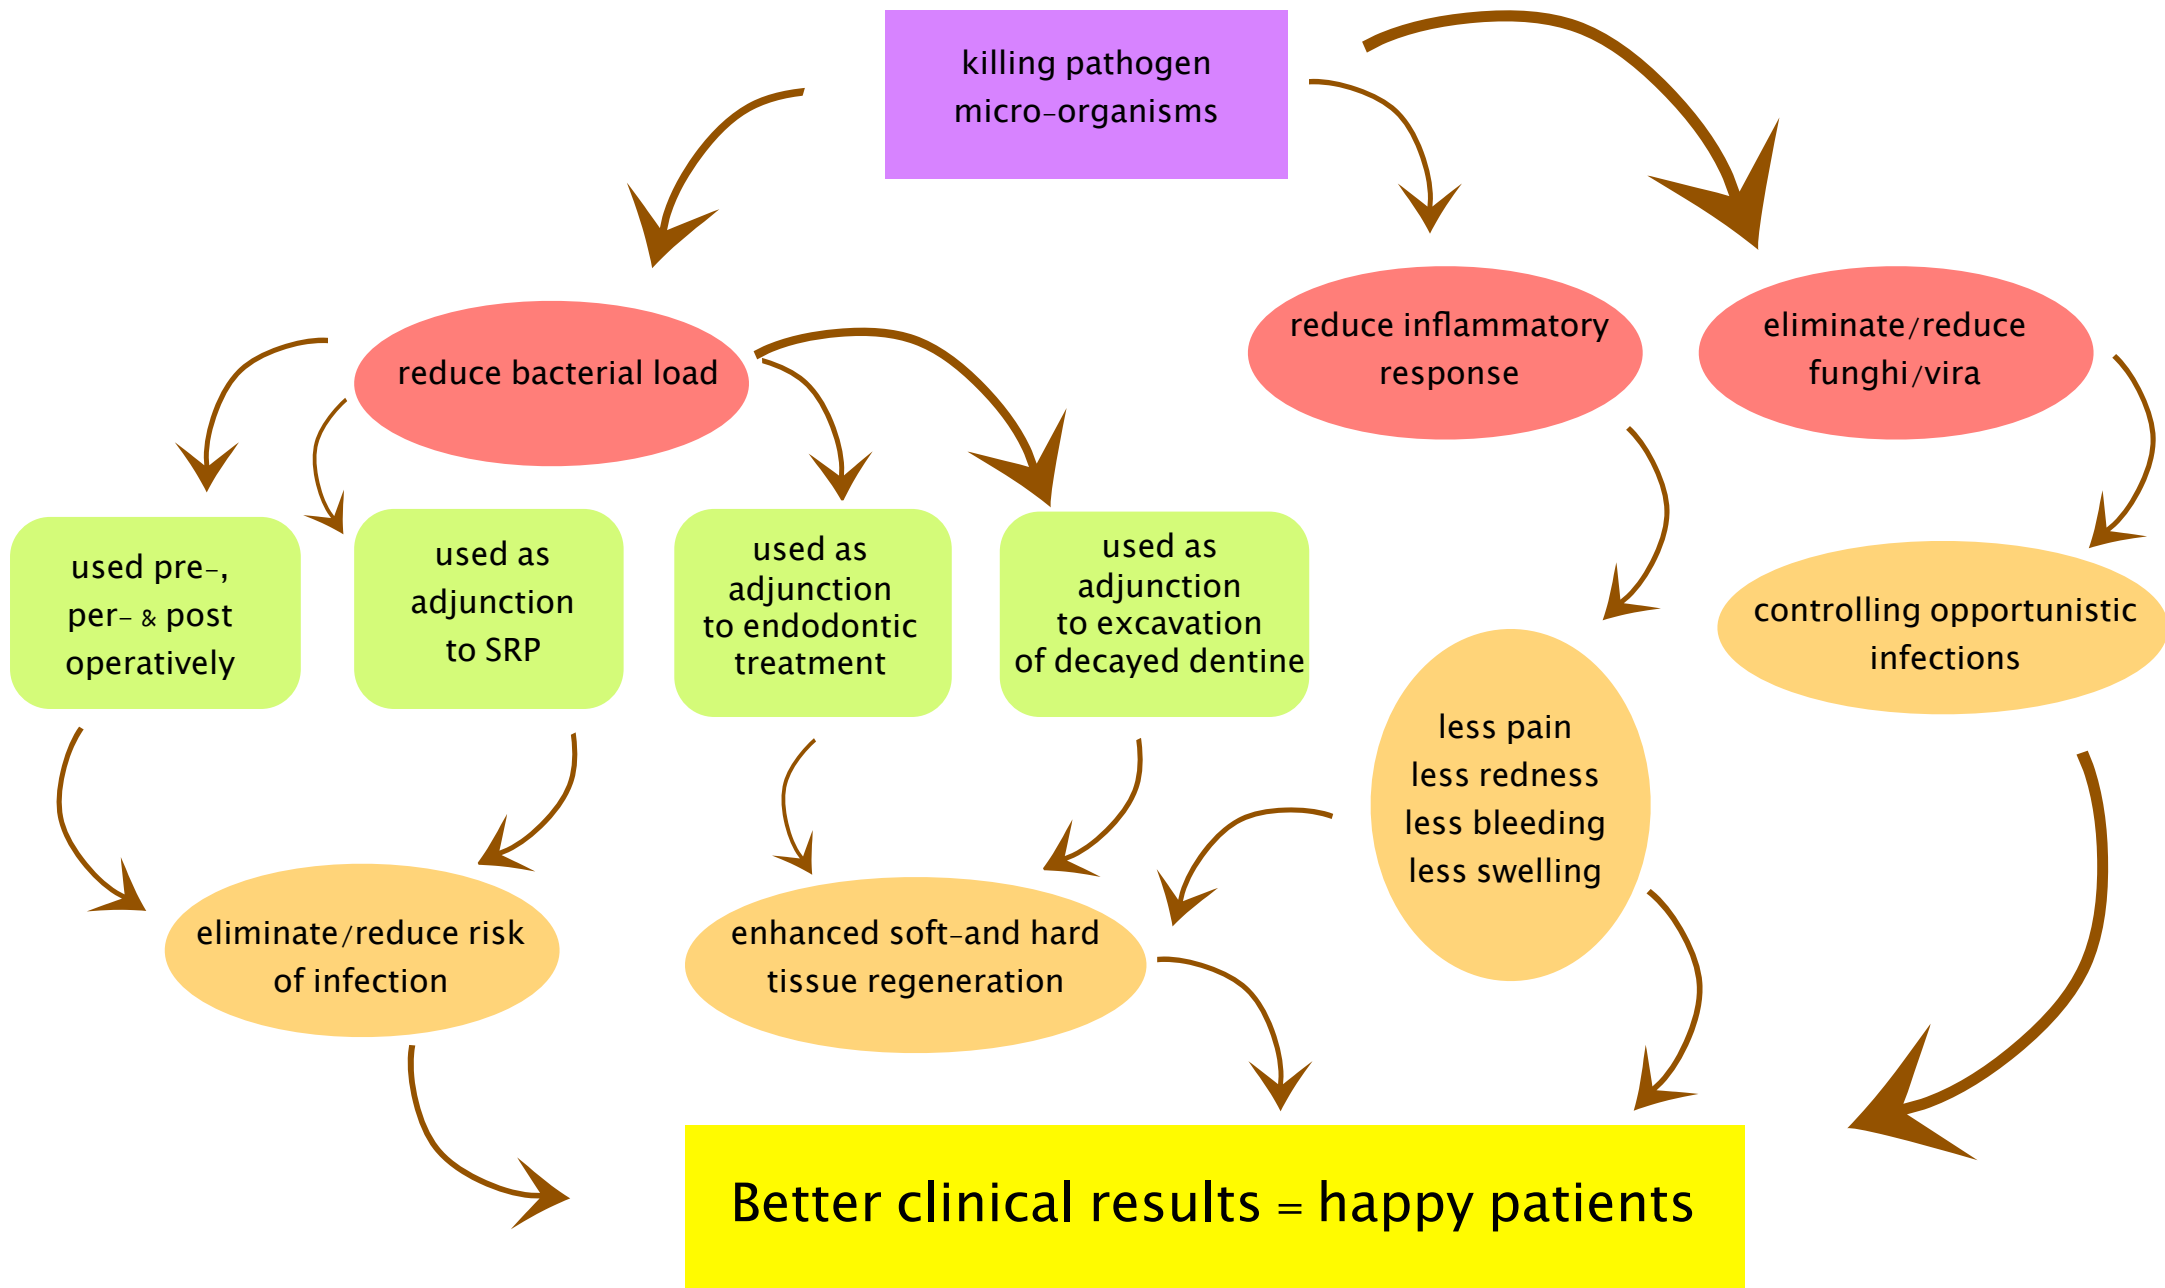 killing pathogen
micro-organisms
reduce bacterial load
reduce inflammatory
response
eliminate/reduce
funghi/vira
used pre-,
per- & post
operatively
used as
adjunction
to SRP
used as
adjunction
to endodontic
treatment
used as
adjunction
to excavation
of decayed dentine
controlling opportunistic
infections
less pain
less redness
less bleeding
less swelling
eliminate/reduce risk
of infection
enhanced soft-and hard
tissue regeneration
Better clinical results = happy patients